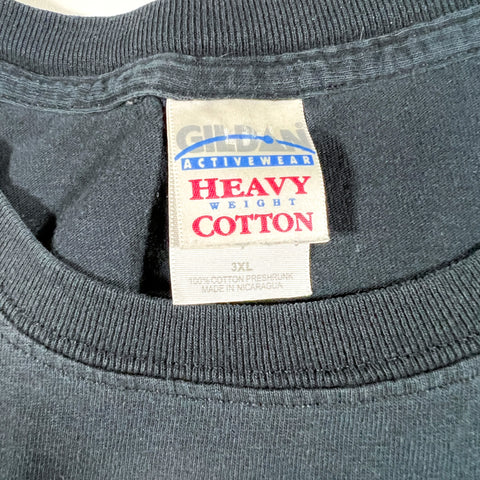 GILDAN
ACTIVEWEAR
HEAVY
WEIGHT
COTTON
3XL
100% COTTON PRESHRUNK
MADE IN NICARAGUA